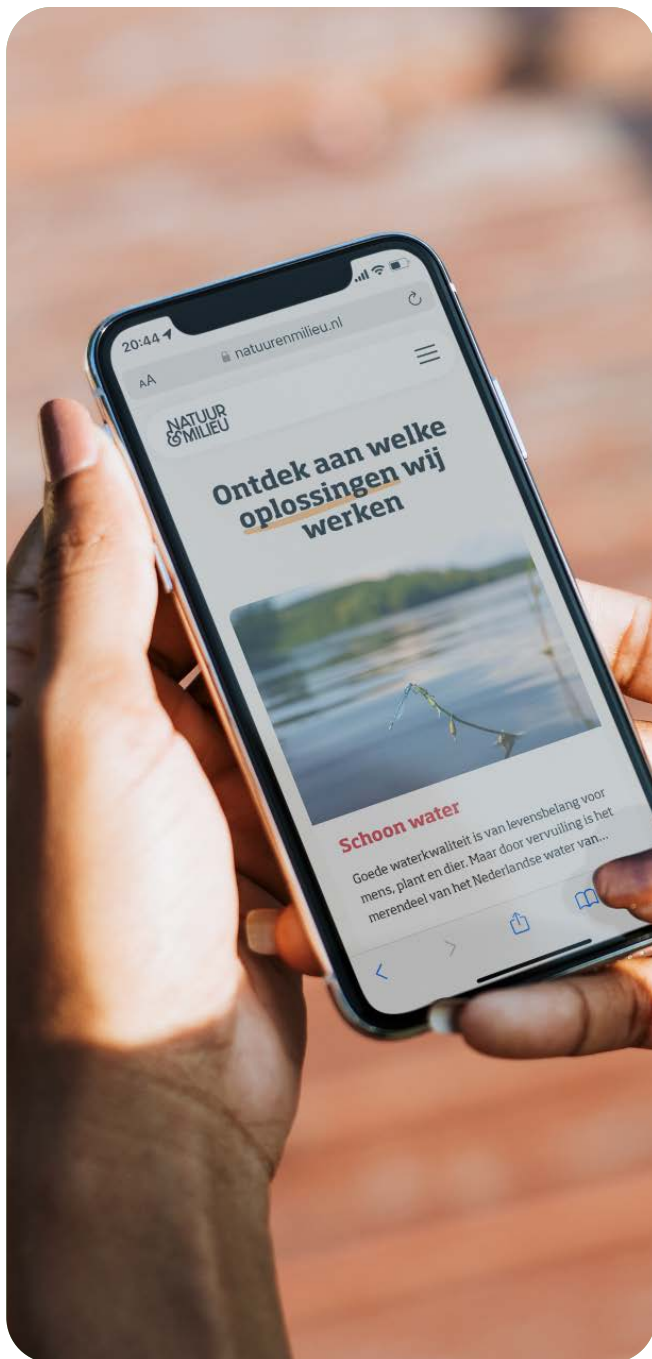 20:44
AA natuurenmilieu.nl
NATUUR
&MILIEU
Ontdek aan welke
oplossingen wij
werken
Schoon water
Goede waterkwaliteit is van levensbelang voor
mens, plant en dier. Maar door vervuiling is het
merendeel van het Nederlandse water van...